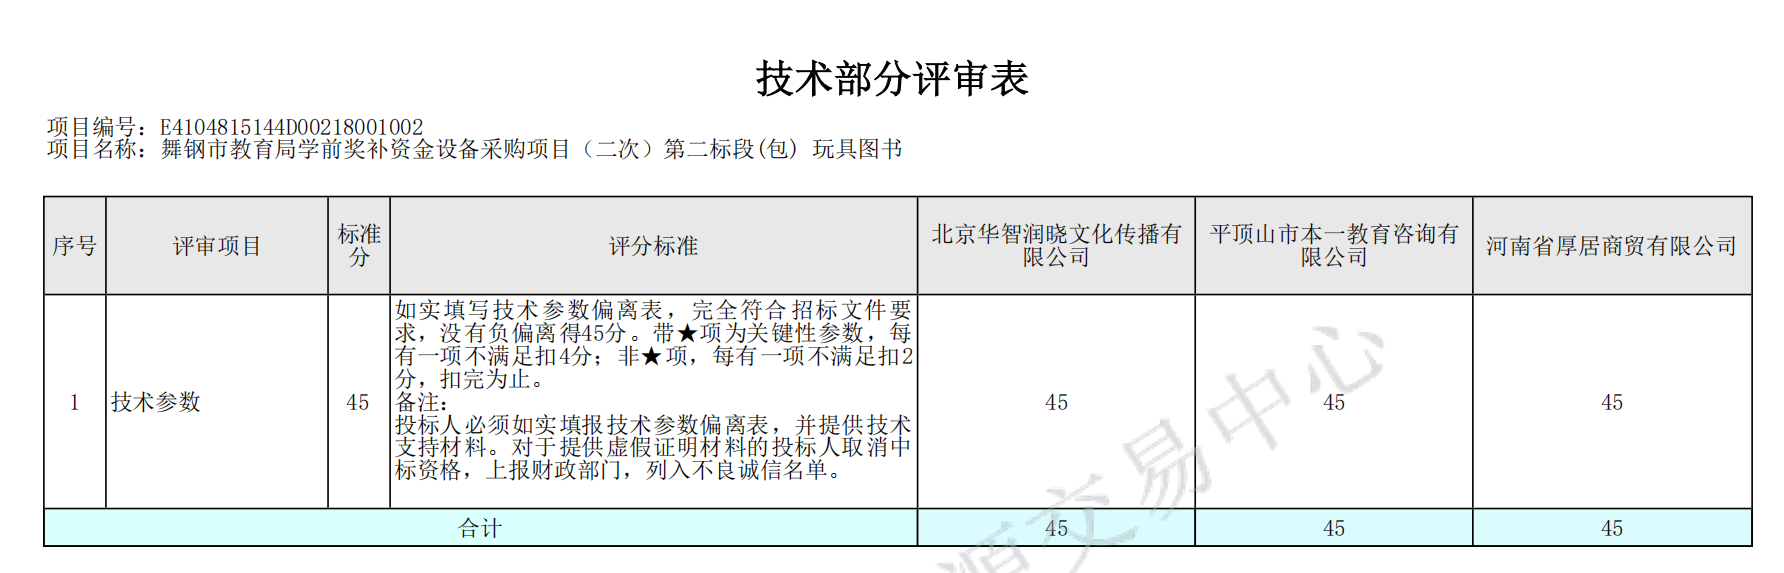 技术部分评审表
项目编号：E4104815144D00218001002
项目名称：舞钢市教育局学前奖补资金设备采购项目（二次）第二标段(包) 玩具图书
序号
评审项目
标准
分
评分标准
北京华智润晓文化传播有
限公司
平顶山市本一教育咨询有
限公司
河南省厚居商贸有限公司
1
技术参数
45
如实填写技术参数偏离表，完全符合招标文件要
求，没有负偏离得45分。带★项为关键性参数，每
有一项不满足扣4分；非★项，每有一项不满足扣2
分，扣完为止。
备注：
投标人必须如实填报技术参数偏离表，并提供技术
支持材料。对于提供虚假证明材料的投标人取消中
标资格，上报财政部门，列入不良诚信名单。
45
45
45
合计
45
45
45
源交易中心